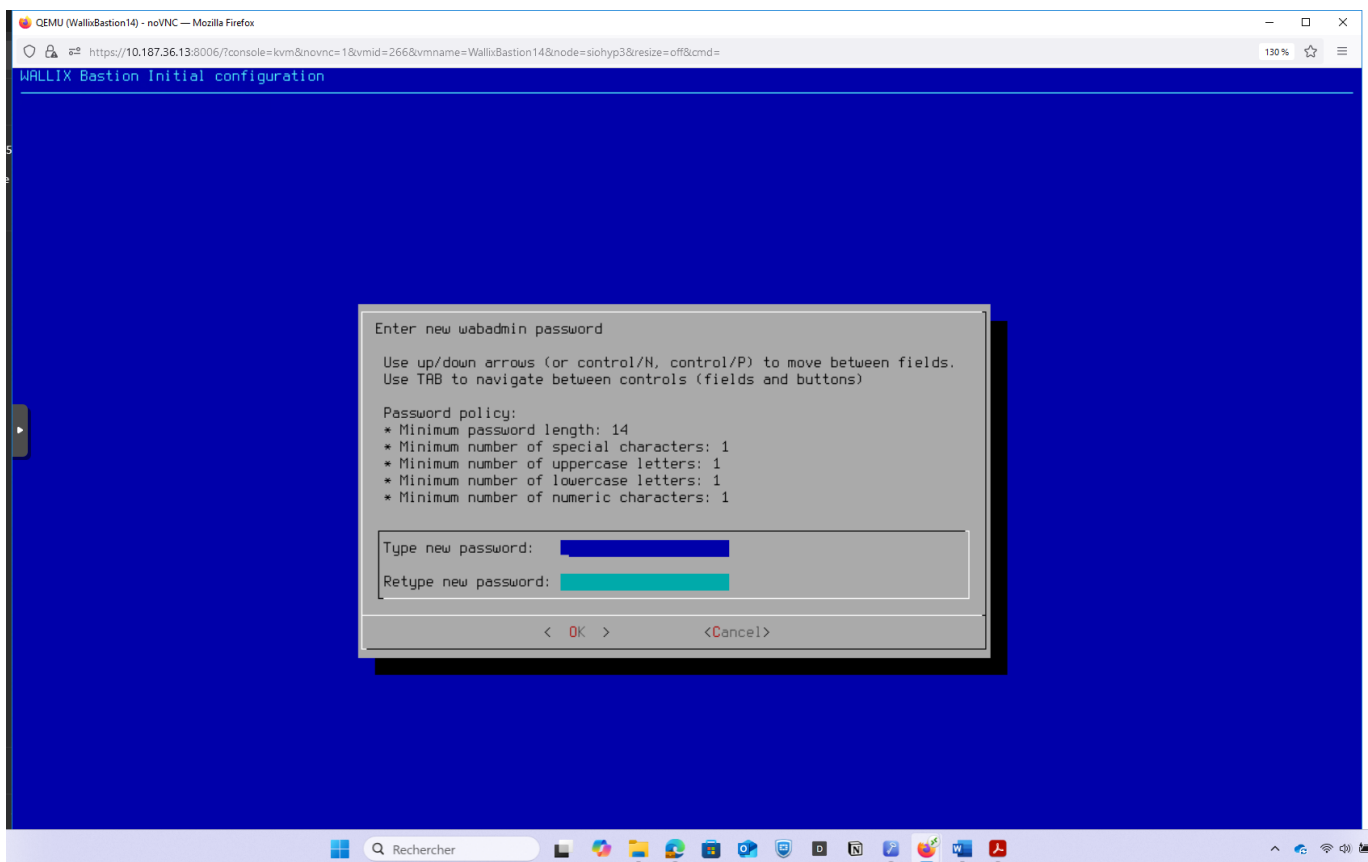 QEMU (WallixBastion14) - noVNC — Mozilla Firefox
https://10.187.36.13:8006/?console=kvm&novnc=1&vmid=266&vmname=WallixBastion14&node=siohyp3&resize=off&cmd=
130 %
WALLIX Bastion Initial configuration
5
e
Enter new wabadmin password
Use up/down arrows (or control/N, control/P) to move between fields.
Use TAB to navigate between controls (fields and buttons)
Password policy:
* Minimum password length: 14
* Minimum number of special characters: 1
* Minimum number of uppercase letters: 1
* Minimum number of lowercase letters: 1
* Minimum number of numeric characters: 1
Type new password:
Retype new password:
< OK > <Cancel>
Rechercher